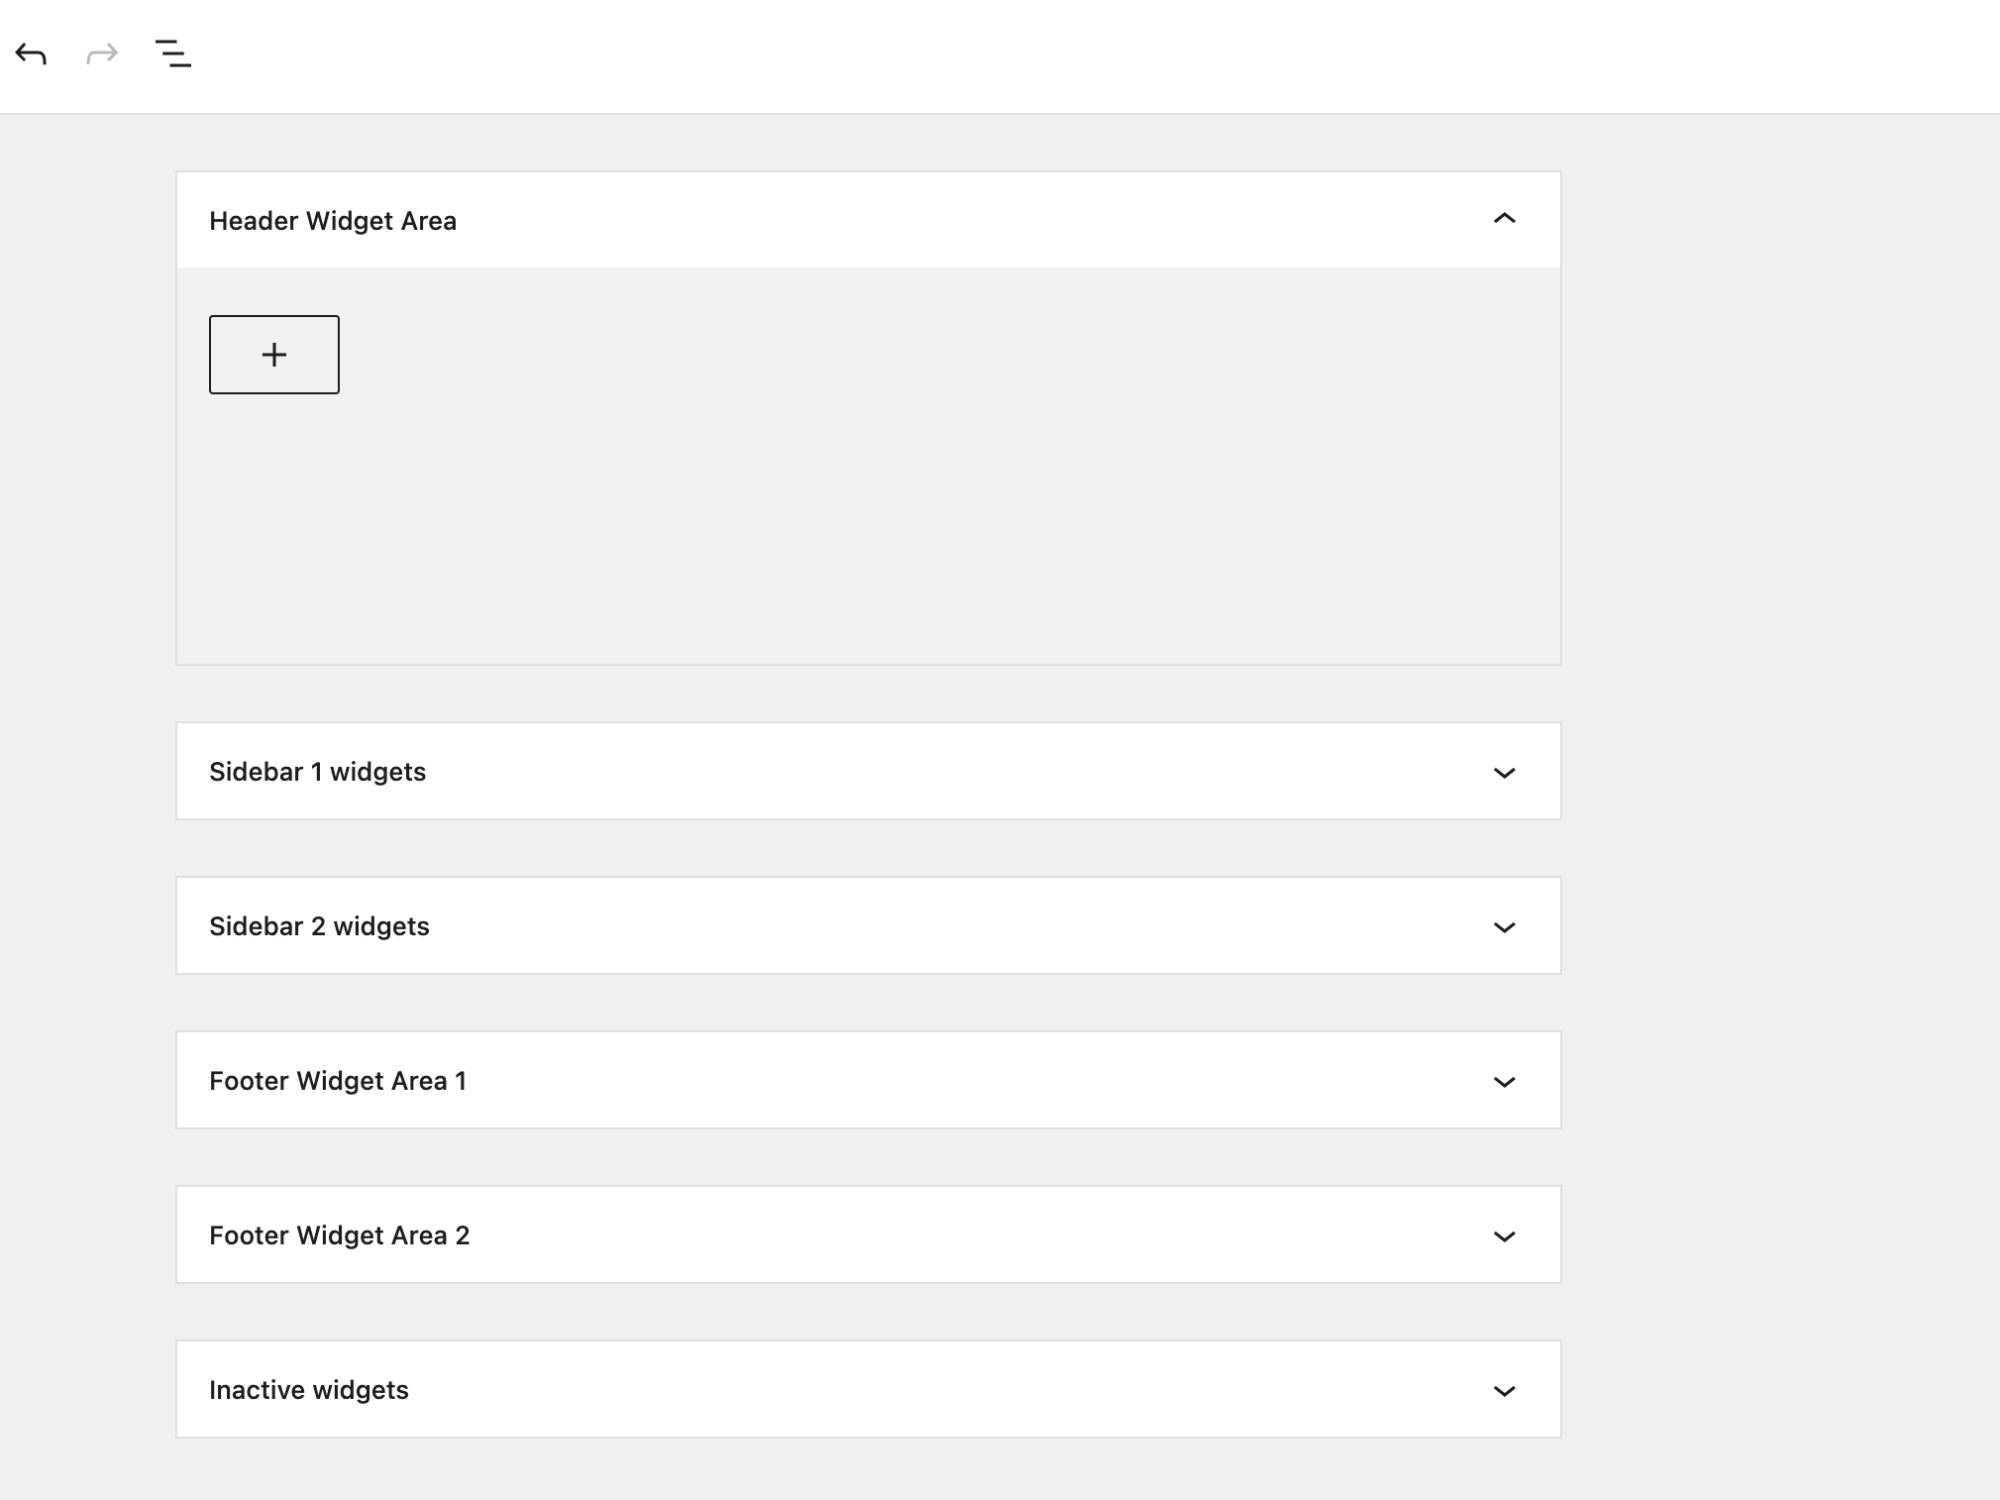 Header Widget Area
Sidebar 1 widgets
Sidebar 2 widgets
Footer Widget Area 1
Footer Widget Area 2
Inactive widgets